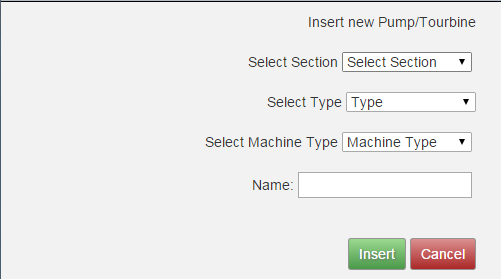 Insert new Pump/Tourbine
Select Section Select Section
Select Type Type
Select Machine Type Machine Type
Name:
Insert Cancel